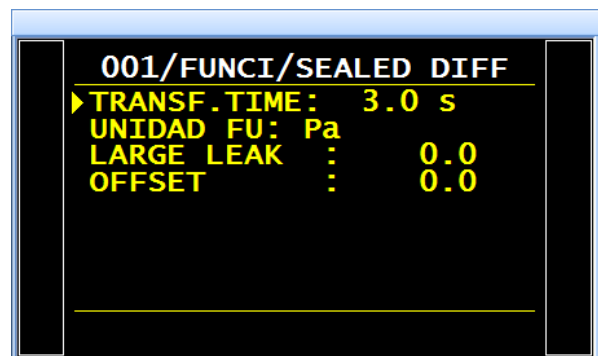 001/FUNCI/SEALED DIFF
TRANSF.TIME: 3.0 s
UNIDAD FU: Pa
LARGE LEAK : 0.0
OFFSET : 0.0